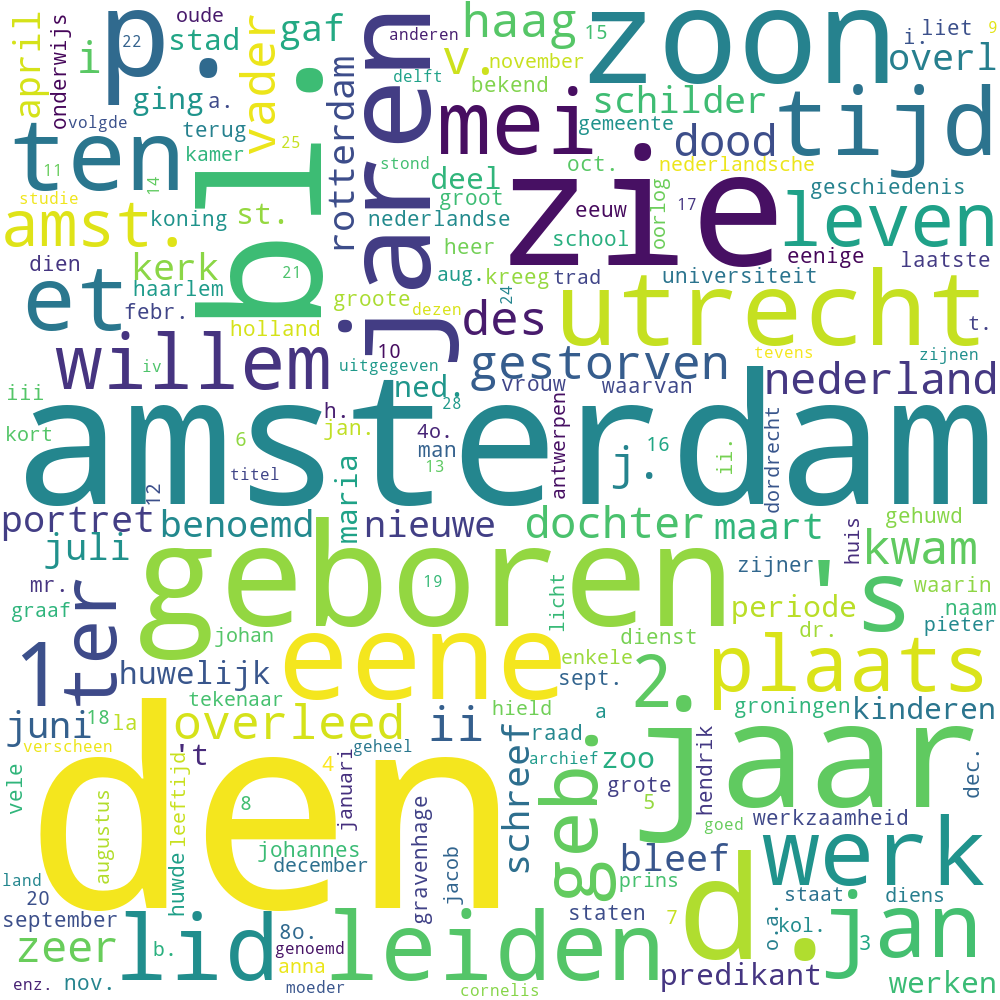 april
onderwijs
oude
22
stad
gaf
vader
anderen
haag
15
zoon
i.
liet
9
overl
i
p.
ging
a.
volgde
terug
kamer
25
bl.
jaren
delft
v.
november
bekend
mei
schilder
gemeente
dood
tijd
ten
11
14
studie
amst.
koning
st.
rotterdam
stond
deel
groot
nederlandse
oct.
nederlandsche
zie
eeuw
school
oorlog
17
geschiedenis
leven
eenige
laatste
dien
kerk
haarlem
21
heer
aug.
kreeg
trad
universiteit
et
febr.
holland
groote
dezen
24
des
utrecht
t.
willem
10
iv
uitgegeven
gestorven
tevens
zijnen
iii
ned.
vrouw
waarvan
nederland
28
kort
amsterdam
6
h.
jan.
4o.
man
13
titel
12
maria
antwerpen
j.
16
ii.
dordrecht
portret
benoemd
nieuwe
dochter
maart
gehuwd
juli
huis
kwam
mr.
geboren
19
zijner
's
waarin
graaf
licht
periode
naam
ter
johan
dienst
dr.
pieter
1
huwelijk
eene
enkele
sept.
2.
plaats
tekenaar
juni
18
la
overleed
ii
hield
a
groningen
kinderen
verscheen
't
januari
geheel
schreef
raad
archief
zoo
geb.
jaar
vele
den
leeftijd
4
grote
hendrik
dec.
augustus
8
5
huwde
johannes
gravenhage
goed
werkzaamheid
december
jacob
bleef
werk
land
20
prins
d.
staat
diens
september
lid
leiden
staten
7
o.a.
kol.
jan
zeer
8o.
b.
genoemd
3
enz.
nov.
anna
moeder
cornelis
predikant
werken